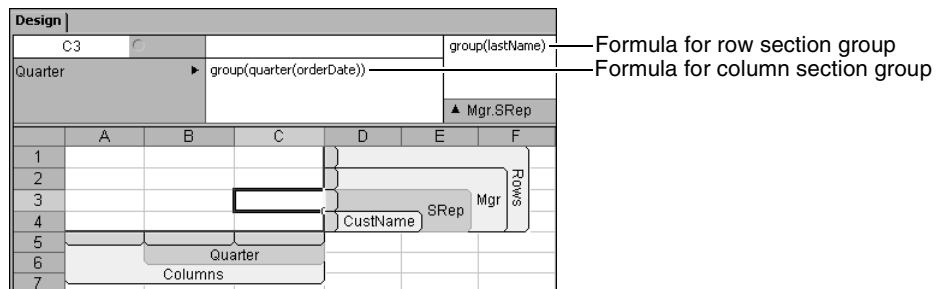 Design
C3 group(lastName) Formula for row section group
Quarter ▶ group(quarter(orderDate)) Formula for column section group
▲ Mgr.SRep
A B C D E F
1
2
3
4
5
6
7
Rows
Mgr
SRep
CustName
Quarter
Columns